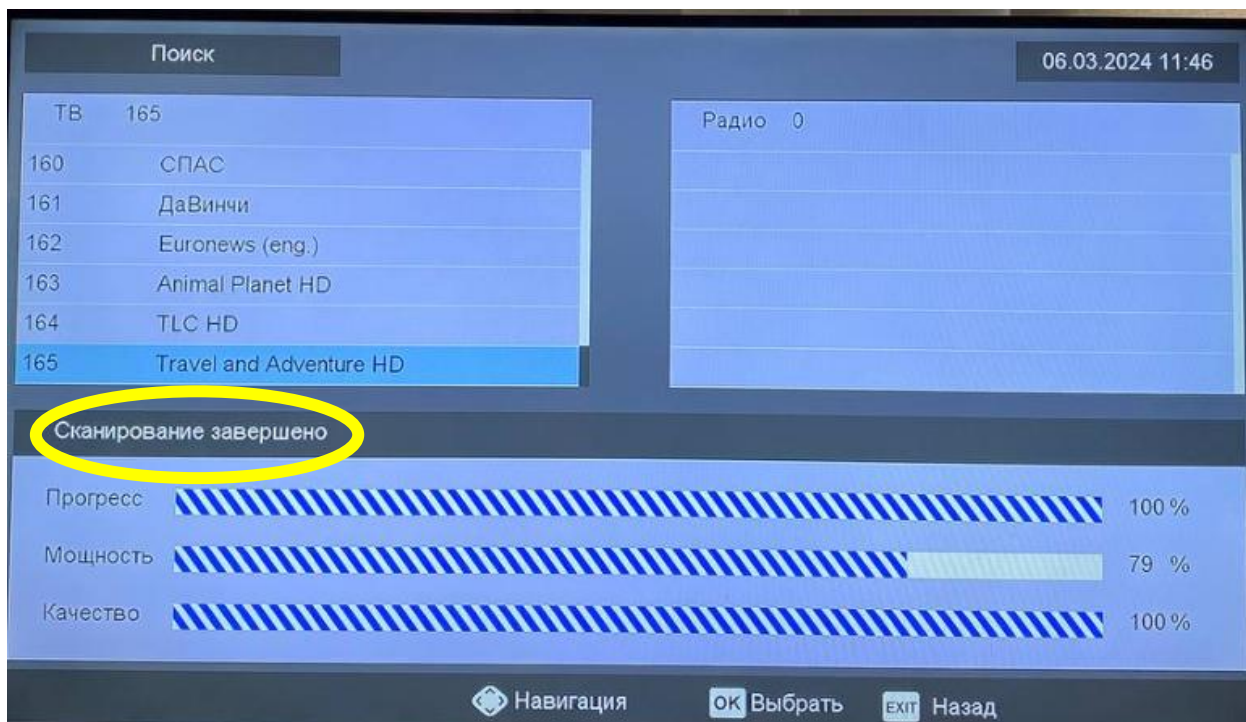 Поиск
06.03.2024 11:46
ТВ 165
160 СПАС
161 ДаВинчи
162 Euronews (eng.)
163 Animal Planet HD
164 TLC HD
165 Travel and Adventure HD
Радио 0
Сканирование завершено
Прогресс 100 %
Мощность 79 %
Качество 100 %
Навигация OK Выбрать EXIT Назад